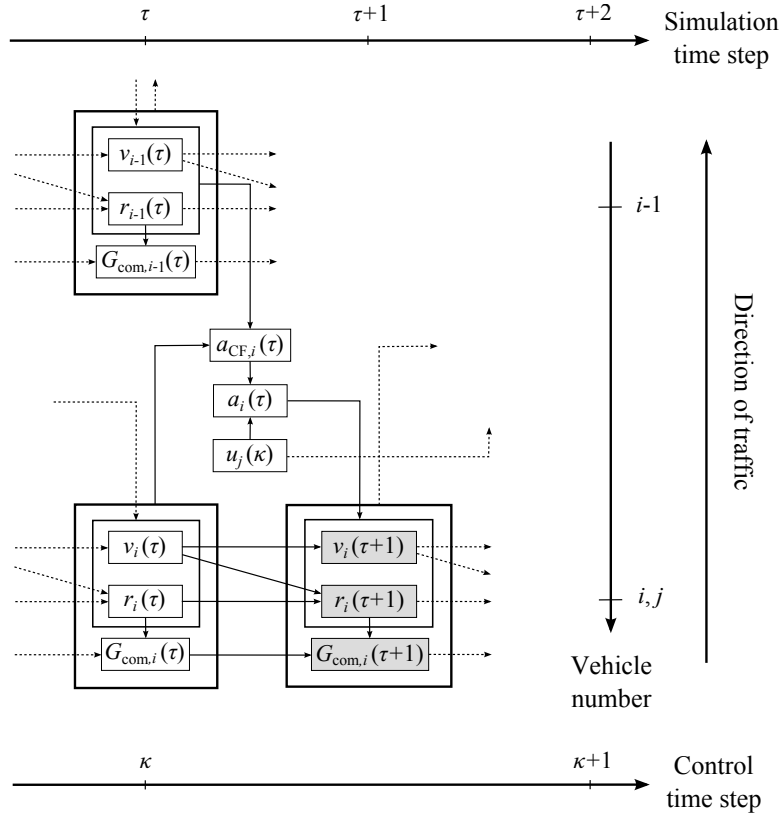 τ
τ+1
τ+2
Simulation
time step
v_{i-1}(τ)
r_{i-1}(τ)
i-1
G_{com,i-1}(τ)
a_{CF,i}(τ)
a_i(τ)
u_j(κ)
Direction of traffic
v_i(τ)
v_i(τ+1)
r_i(τ)
r_i(τ+1)
i, j
G_{com,i}(τ)
G_{com,i}(τ+1)
Vehicle
number
κ
κ+1
Control
time step